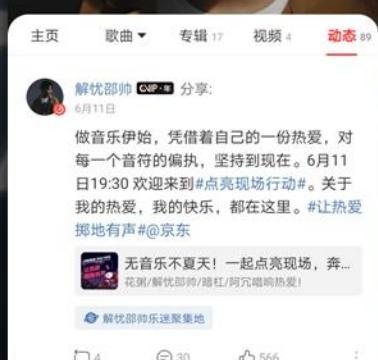 主页 歌曲 专辑 17 视频 4 动态 89
解忧邵帅 VIP·年 分享:
6月11日
做音乐伊始，凭借着自己的一份热爱，对
每一个音符的偏执，坚持到现在。6月11
日19:30 欢迎来到#点亮现场行动#。关于
我的热爱，我的快乐，都在这里。#让热爱
掷地有声#@京东
无音乐不夏天！一起点亮现场，奔...
花粥/解忧邵帅/暗杠/阿冗唱响热爱!
解忧邵帅乐迷聚集地
4 30 566